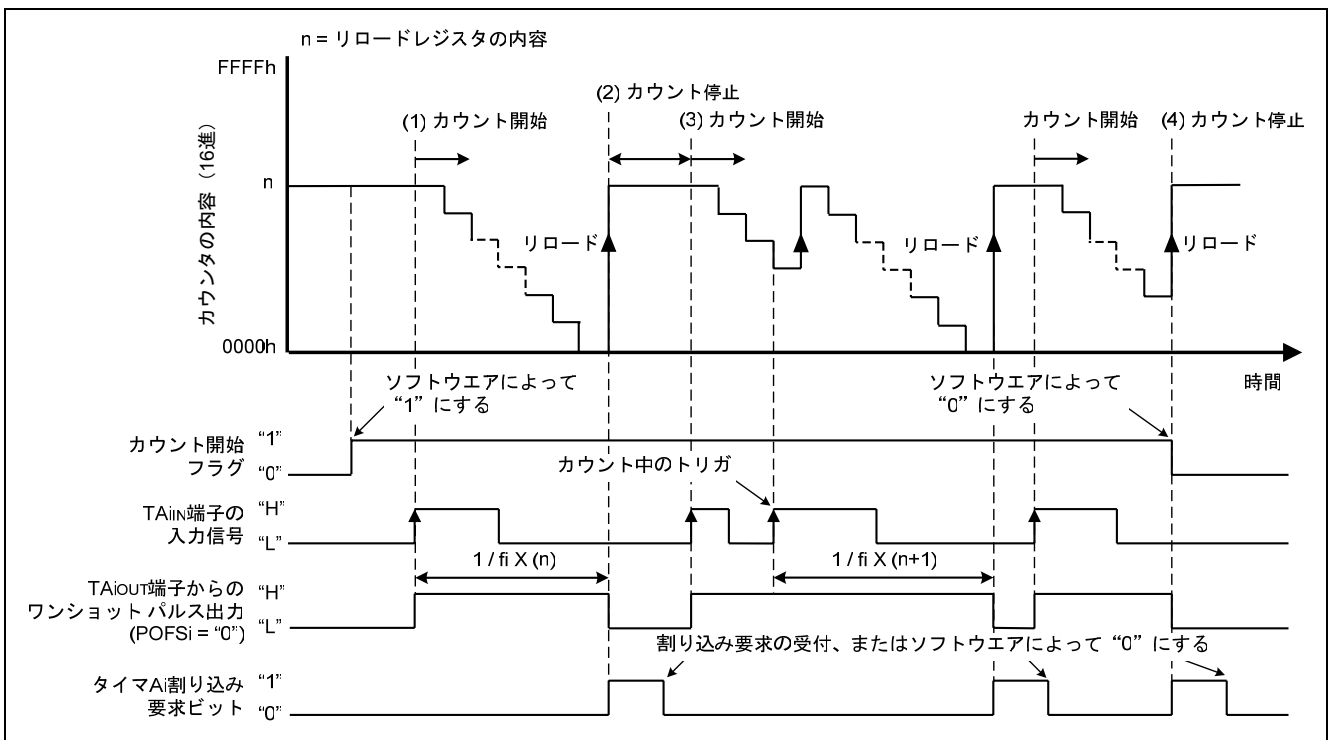 n = リロードレジスタの内容
FFFFh
(2) カウント停止
(1) カウント開始
(3) カウント開始
カウント開始
(4) カウント停止
カウンタの内容 (16進)
n
リロード
リロード
リロード
0000h
時間
ソフトウエアによって
“1” にする
ソフトウエアによって
“0” にする
カウント開始
フラグ
“1”
“0”
カウント中のトリガ
TAiIN端子の
入力信号
“H”
“L”
1 / fi X (n)
1 / fi X (n+1)
TAiOUT端子からの
ワンショット パルス出力
(POFSi = “0”)
“H”
“L”
割り込み要求の受付、またはソフトウエアによって “0” にする
タイマAi割り込み
要求ビット
“1”
“0”